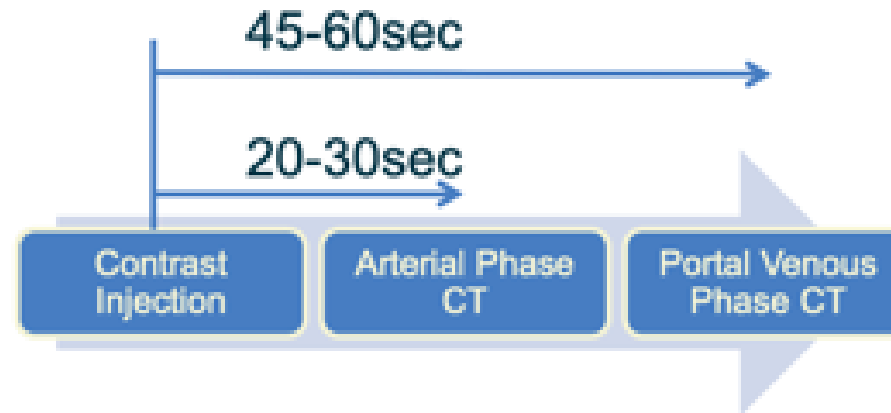 45-60sec
20-30sec
Contrast
Injection
Arterial Phase
CT
Portal Venous
Phase CT